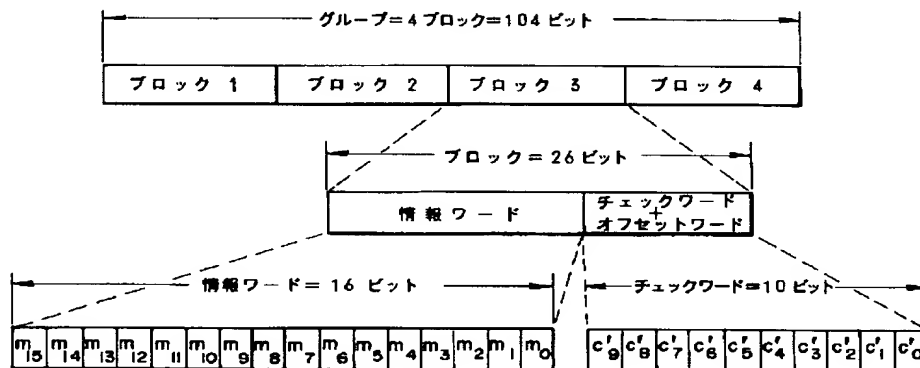 グループ=4ブロック=104ビット
ブロック 1 ブロック 2 ブロック 3 ブロック 4
ブロック=26ビット
情報ワード
チェックワード
+
オフセットワード
情報ワード=16 ビット
チェックワード=10ビット
m15 m14 m13 m12 m11 m10 m9 m8 m7 m6 m5 m4 m3 m2 m1 m0 c'9 c'8 c'7 c'6 c'5 c'4 c'3 c'2 c'1 c'0